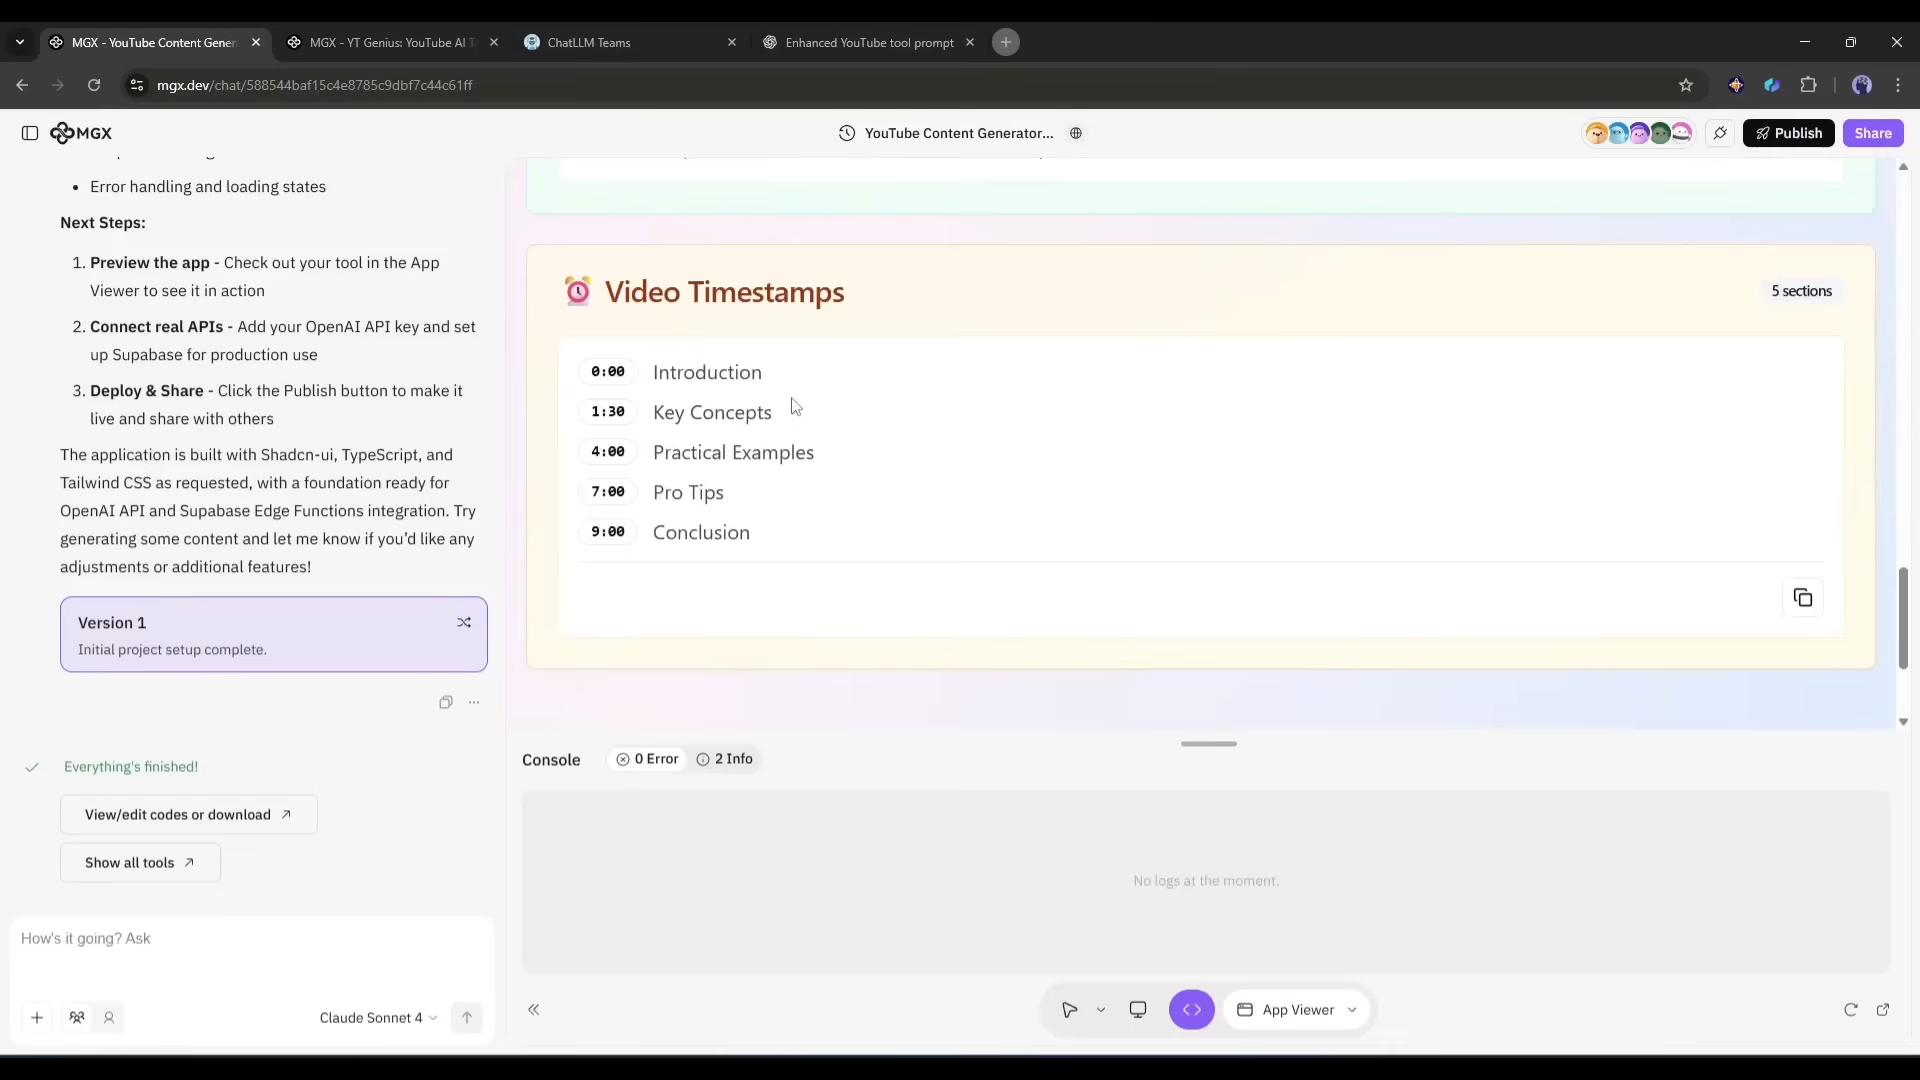 MGX - YouTube Content Gener
MGX - YT Genius: YouTube AI T
ChatLLM Teams
Enhanced YouTube tool prompt
mgx.dev/chat/588544baf15c4e8785c9dbf7c44c61ff
MGX
YouTube Content Generator...
Publish
Share
Error handling and loading states
Next Steps:
1. Preview the app - Check out your tool in the App
Viewer to see it in action
2. Connect real APIs - Add your OpenAI API key and set
up Supabase for production use
3. Deploy & Share - Click the Publish button to make it
live and share with others
The application is built with Shadcn-ui, TypeScript, and
Tailwind CSS as requested, with a foundation ready for
OpenAI API and Supabase Edge Functions integration. Try
generating some content and let me know if you'd like any
adjustments or additional features!
Version 1
Initial project setup complete.
Everything's finished!
View/edit codes or download
Show all tools
How's it going? Ask
Claude Sonnet 4
Video Timestamps
5 sections
0:00 Introduction
1:30 Key Concepts
4:00 Practical Examples
7:00 Pro Tips
9:00 Conclusion
Console
0 Error
2 Info
No logs at the moment.
App Viewer